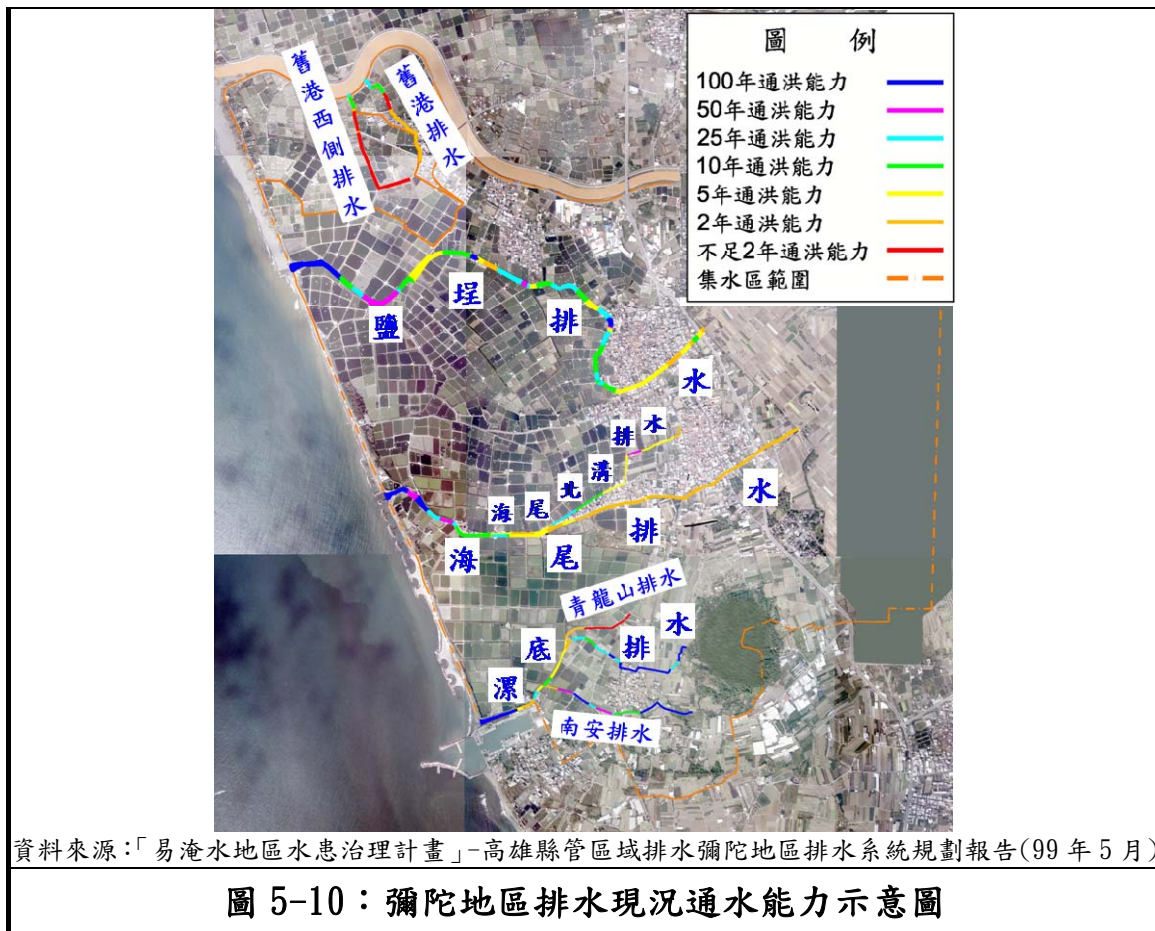 圖 例
100年通洪能力
50年通洪能力
25年通洪能力
10年通洪能力
5年通洪能力
2年通洪能力
不足2年通洪能力
集水區範圍
舊港西側排水
舊港排水
鹽埕排水
海尾北溝排水
海尾排水
青龍山排水
漯底排水
南安排水
資料來源:「易淹水地區水患治理計畫」-高雄縣管區域排水彌陀地區排水系統規劃報告(99 年 5 月)
圖 5-10:彌陀地區排水現況通水能力示意圖